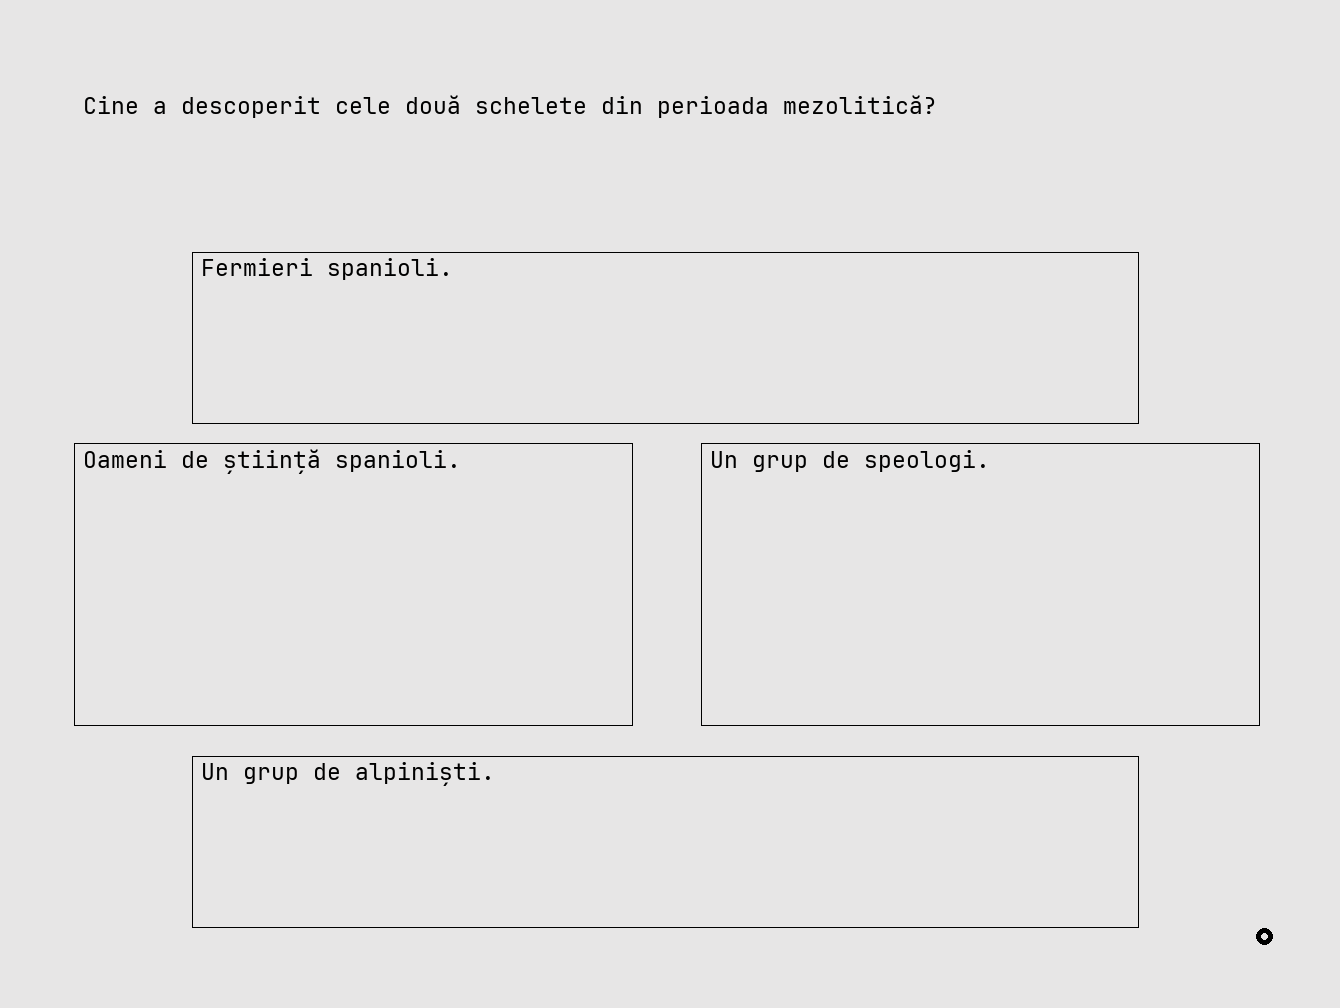 Cine a descoperit cele două schelete din perioada mezolitică?
Fermieri spanioli.
Oameni de știință spanioli.
Un grup de speologi.
Un grup de alpiniști.